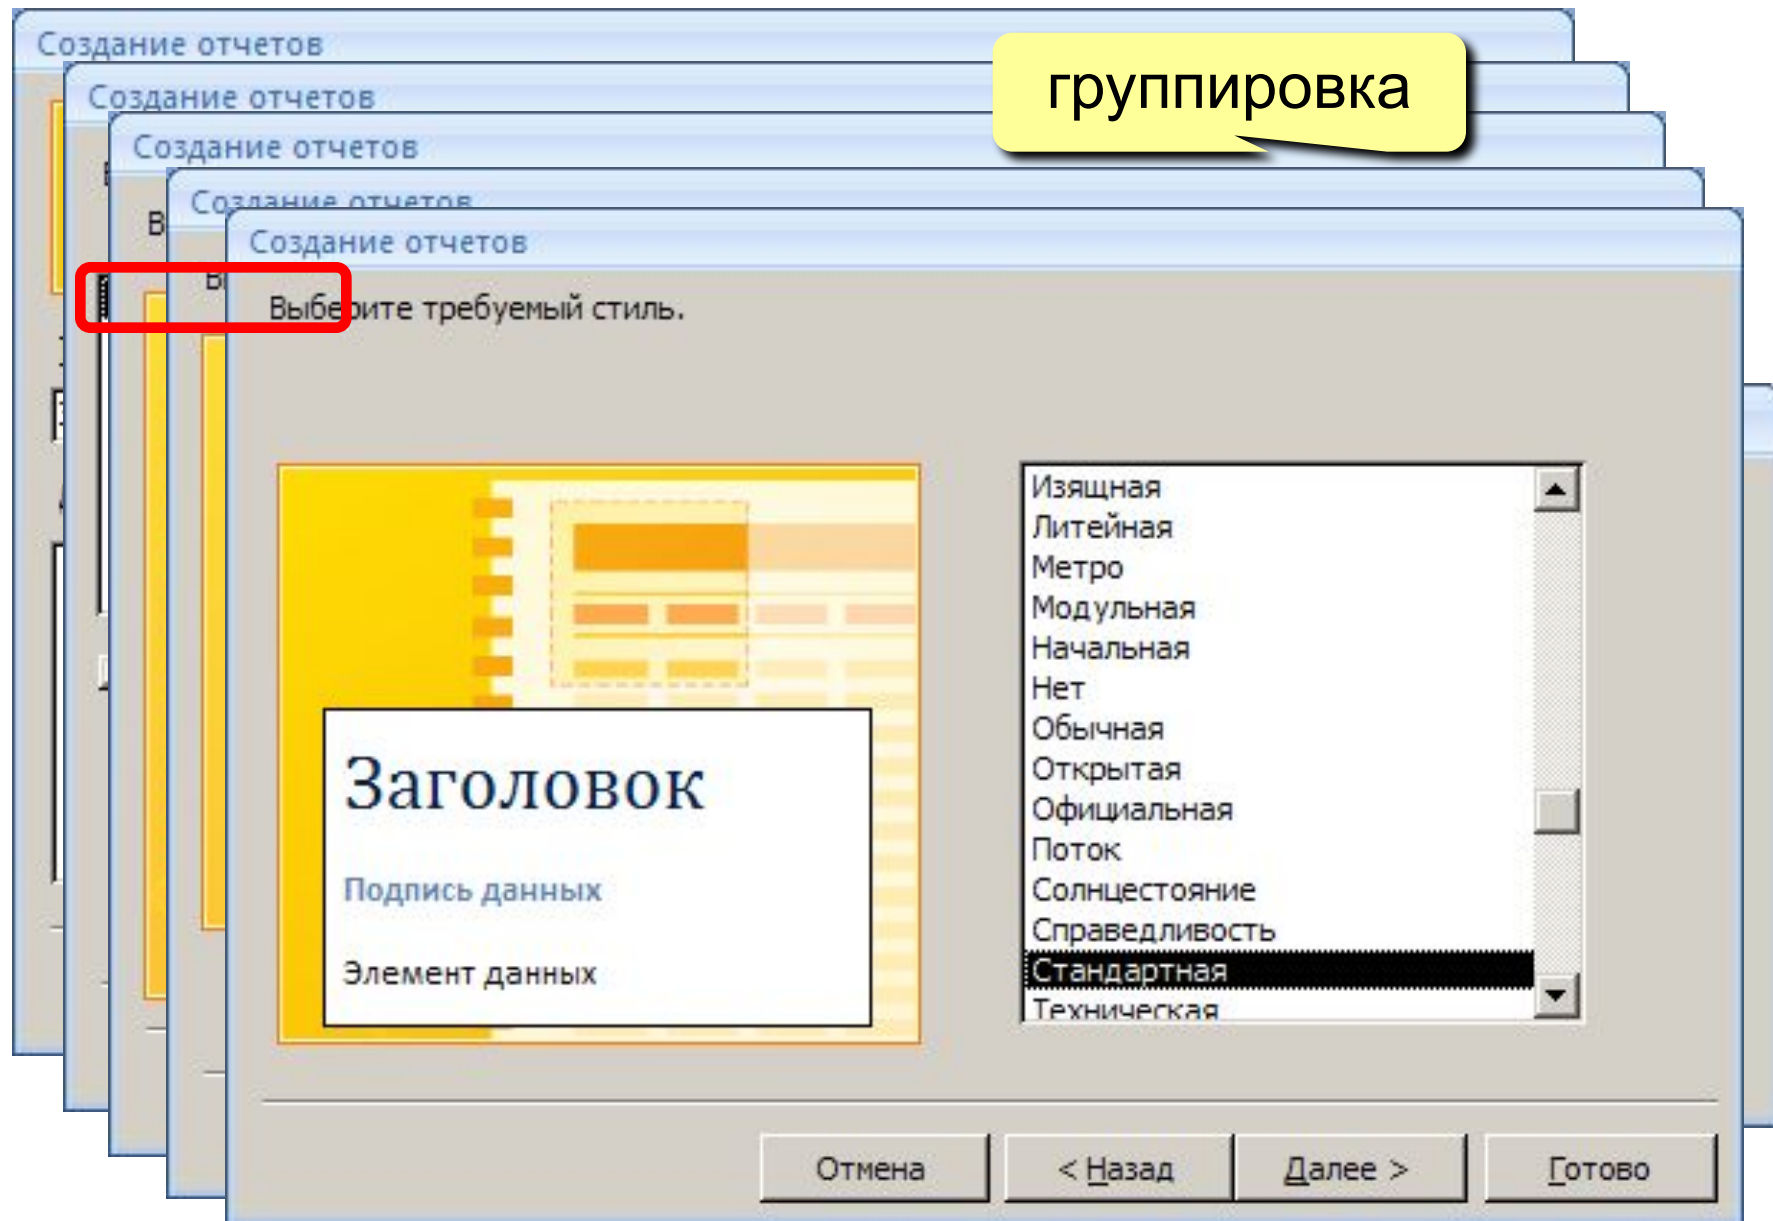 Создание отчетов
Создание отчетов
группировка
Создание отчетов
Создание отчетов
Создание отчетов
Выберите требуемый стиль.
Изящная
Литейная
Метро
Модульная
Начальная
Нет
Обычная
Открытая
Официальная
Поток
Солнцестояние
Справедливость
Стандартная
Техническая
Заголовок
Подпись данных
Элемент данных
Отмена
< Назад
Далее >
Готово